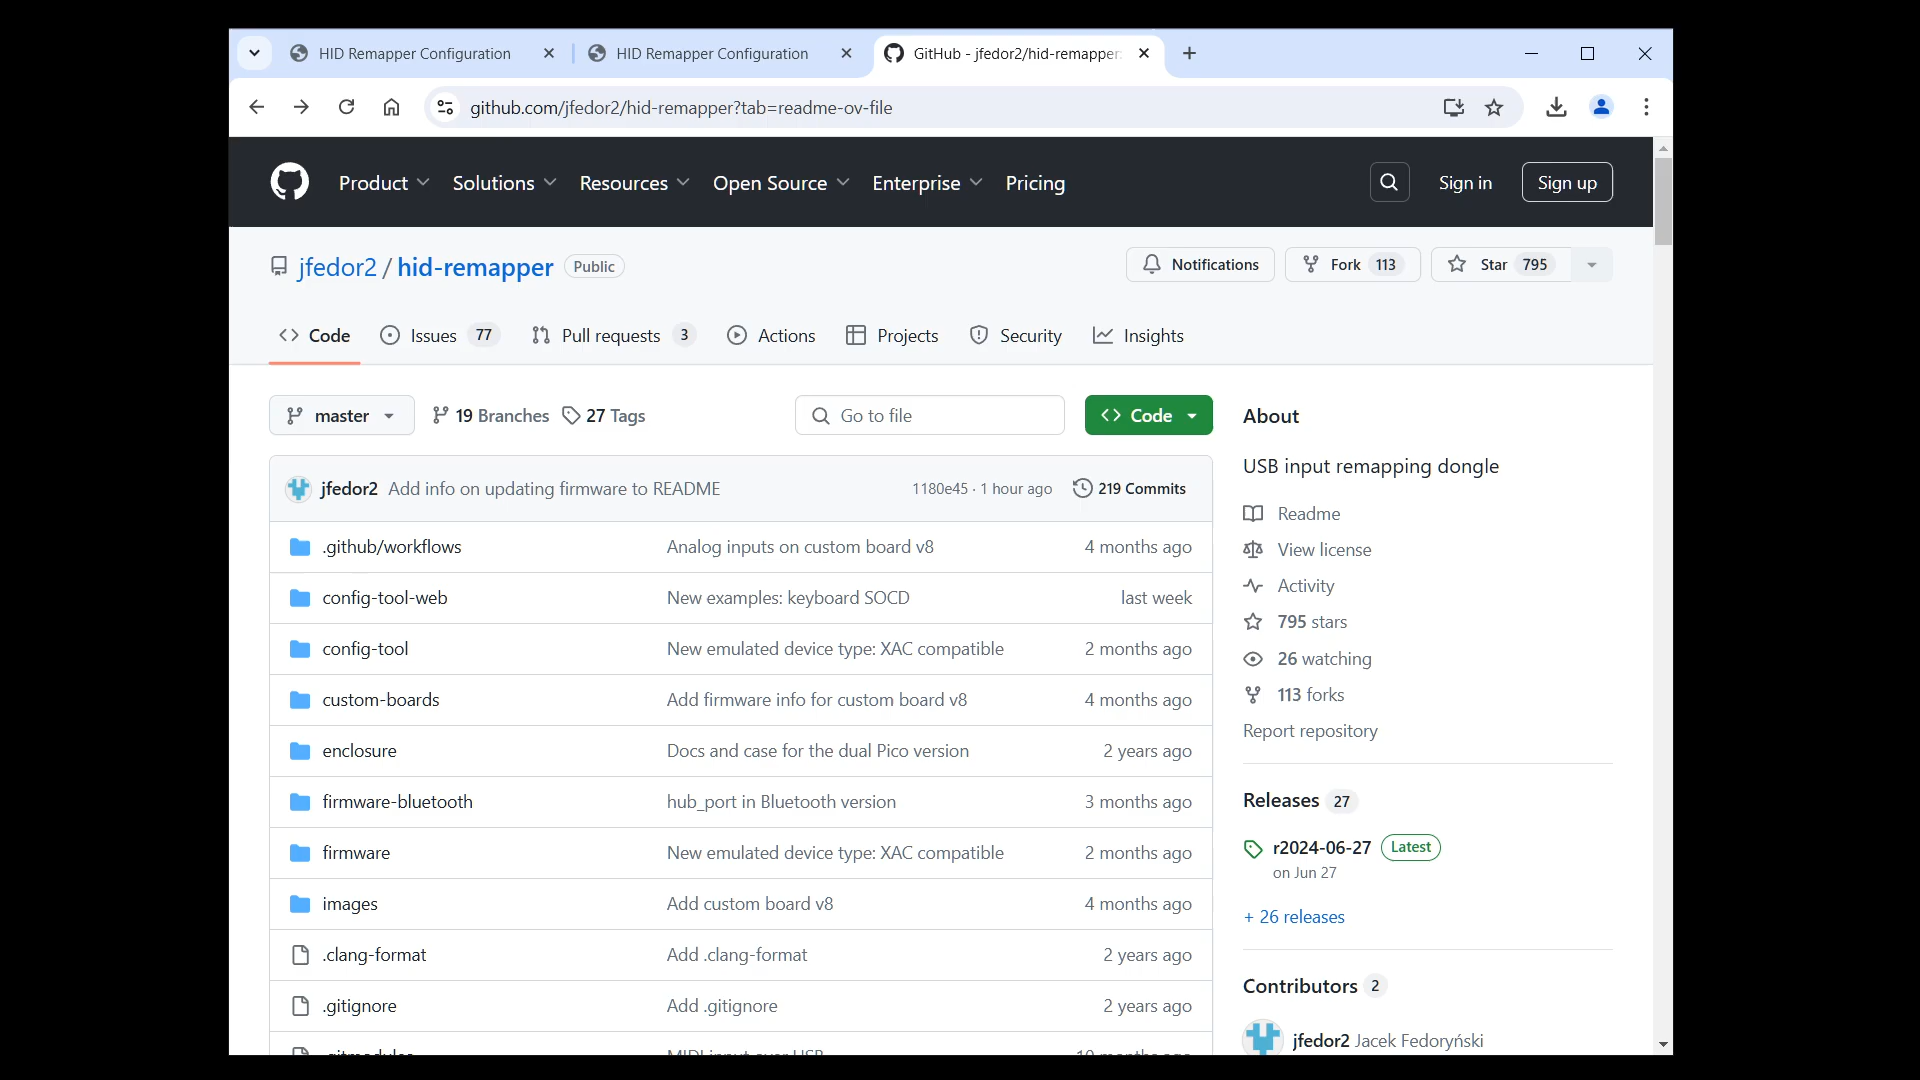 HID Remapper Configuration
HID Remapper Configuration
GitHub - jfedor2/hid-remapper:
github.com/jfedor2/hid-remapper?tab=readme-ov-file
Product Solutions Resources Open Source Enterprise Pricing
Sign in
Sign up
jfedor2 / hid-remapper Public
Notifications
Fork 113
Star 795
Code
Issues 77
Pull requests 3
Actions
Projects
Security
Insights
master
19 Branches
27 Tags
Go to file
Code
jfedor2 Add info on updating firmware to README 1180e45 · 1 hour ago 219 Commits
.github/workflows Analog inputs on custom board v8 4 months ago
config-tool-web New examples: keyboard SOCD last week
config-tool New emulated device type: XAC compatible 2 months ago
custom-boards Add firmware info for custom board v8 4 months ago
enclosure Docs and case for the dual Pico version 2 years ago
firmware-bluetooth hub_port in Bluetooth version 3 months ago
firmware New emulated device type: XAC compatible 2 months ago
images Add custom board v8 4 months ago
.clang-format Add .clang-format 2 years ago
.gitignore Add .gitignore 2 years ago
.gitmodules MIDI input over USB 10 months ago
About
USB input remapping dongle
Readme
View license
Activity
795 stars
26 watching
113 forks
Report repository
Releases 27
r2024-06-27 Latest
on Jun 27
+ 26 releases
Contributors 2
jfedor2 Jacek Fedoryński